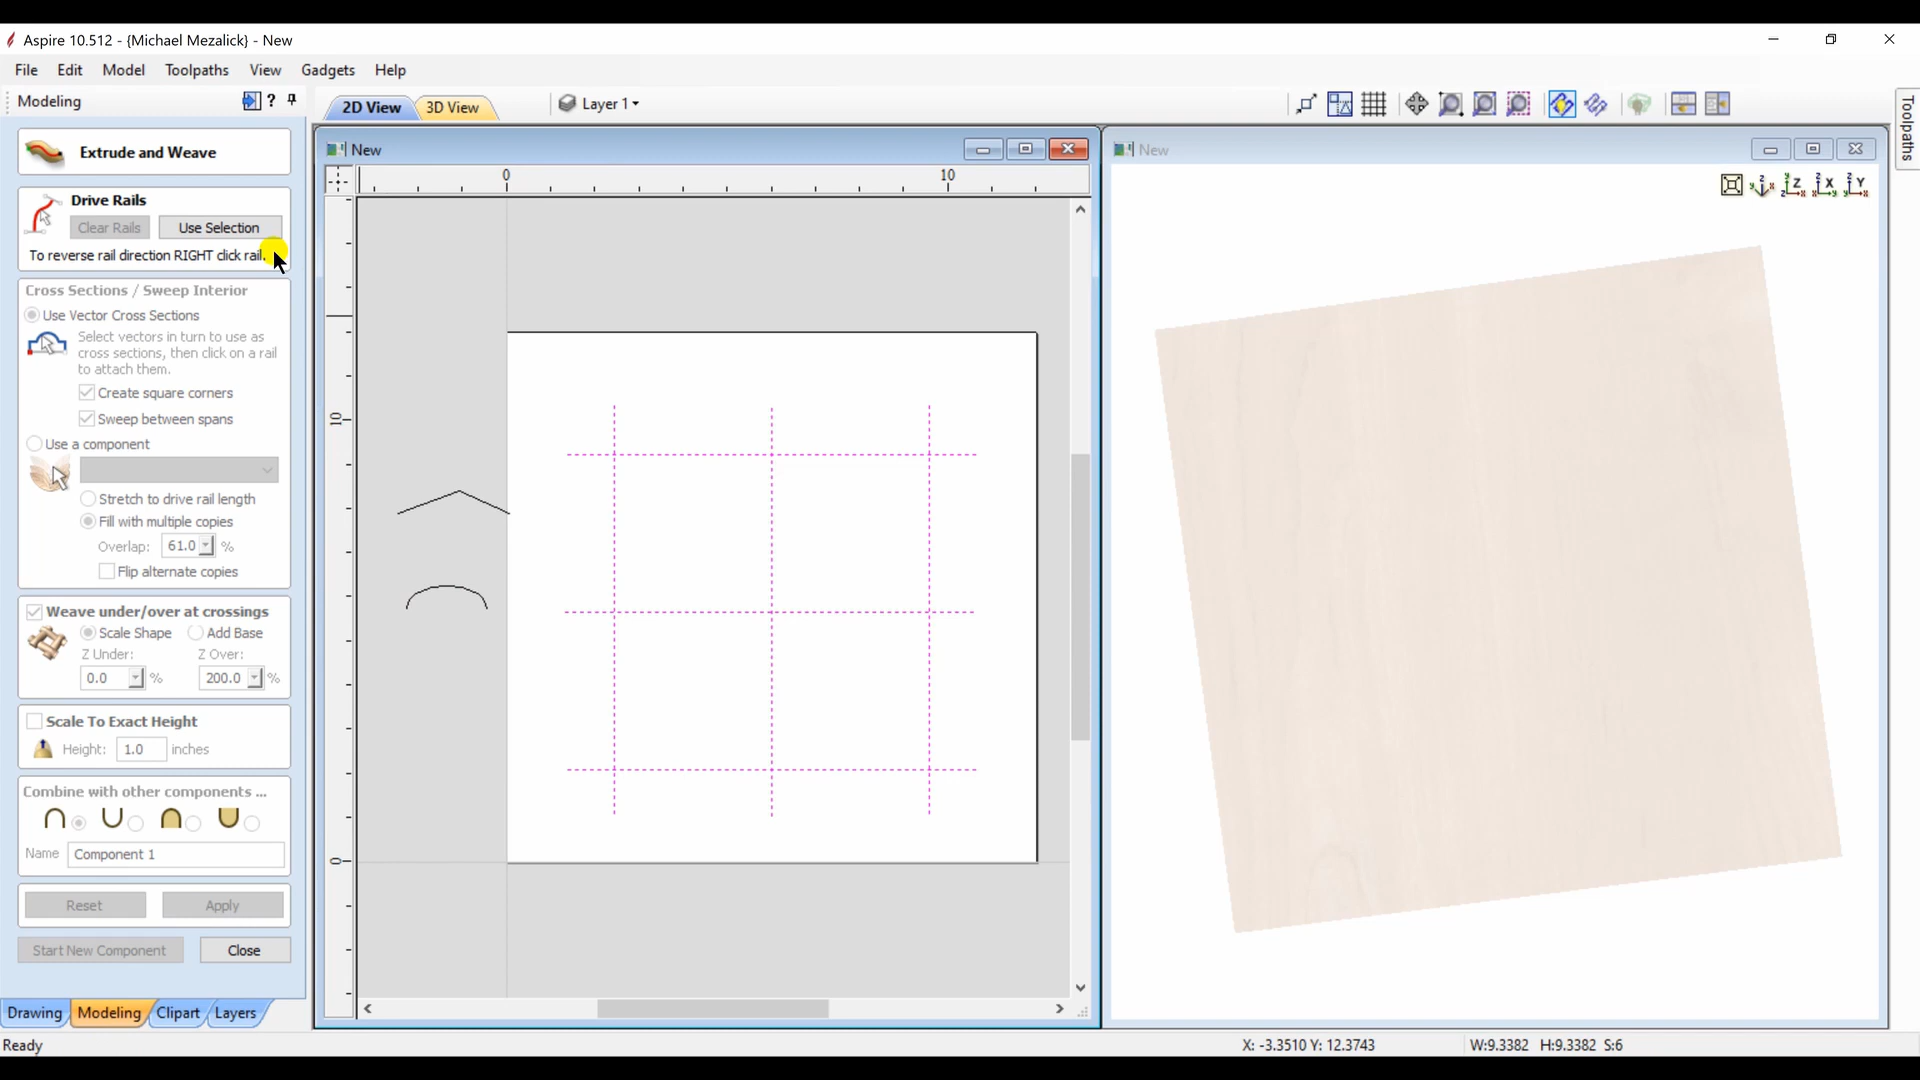 Aspire 10.512 - {Michael Mezalick} - New
File Edit Model Toolpaths View Gadgets Help
Modeling ?
2D View 3D View Layer 1
Toolpaths
Extrude and Weave
Drive Rails
Clear Rails Use Selection
To reverse rail direction RIGHT click rail.
Cross Sections / Sweep Interior
Use Vector Cross Sections
Select vectors in turn to use as
cross sections, then click on a rail
to attach them.
Create square corners
Sweep between spans
Use a component
Stretch to drive rail length
Fill with multiple copies
Overlap: 61.0 %
Flip alternate copies
Weave under/over at crossings
Scale Shape Add Base
Z Under: Z Over:
0.0 % 200.0 %
Scale To Exact Height
Height: 1.0 inches
Combine with other components ...
Name Component 1
Reset Apply
Start New Component Close
Drawing Modeling Clipart Layers
New
0 10
10
0
New
Z X Y
Ready
X: -3.3510 Y: 12.3743
W:9.3382 H:9.3382 S:6